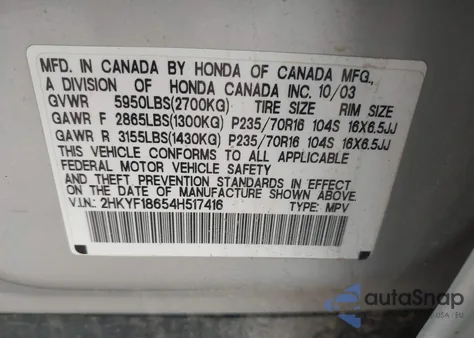 MFD. IN CANADA BY HONDA OF CANADA MFG.,
A DIVISION OF HONDA CANADA INC. 10/03
GVWR 5950LBS(2700KG) TIRE SIZE RIM SIZE
GAWR F 2865LBS(1300KG) P235/70R16 104S 16X6.5JJ
GAWR R 3155LBS(1430KG) P235/70R16 104S 16X6.5JJ
THIS VEHICLE CONFORMS TO ALL APPLICABLE
FEDERAL MOTOR VEHICLE SAFETY
AND THEFT PREVENTION STANDARDS IN EFFECT
ON THE DATE OF MANUFACTURE SHOWN ABOVE.
V.I.N.: 2HKYF18654H517416 TYPE: MPV
autoSnap
USA | EU